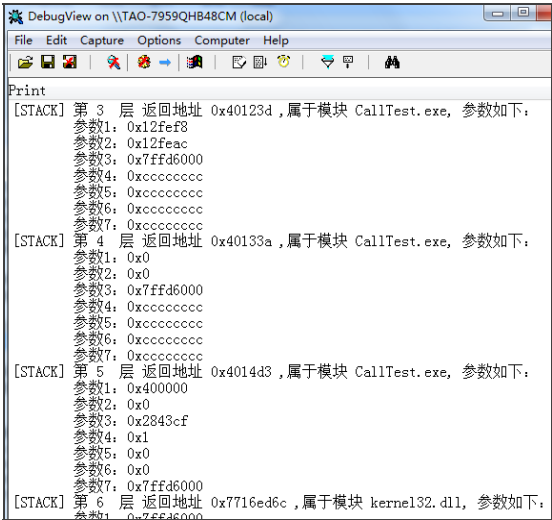 DebugView on \\TAO-7959QHB48CM (local)
File Edit Capture Options Computer Help
Print
[STACK] 第 3 层 返回地址 0x40123d ,属于模块 CallTest.exe, 参数如下：
参数1：0x12fef8
参数2：0x12feac
参数3：0x7ffd6000
参数4：0xcccccccc
参数5：0xcccccccc
参数6：0xcccccccc
参数7：0xcccccccc
[STACK] 第 4 层 返回地址 0x40133a ,属于模块 CallTest.exe, 参数如下：
参数1：0x0
参数2：0x0
参数3：0x7ffd6000
参数4：0xcccccccc
参数5：0xcccccccc
参数6：0xcccccccc
参数7：0xcccccccc
[STACK] 第 5 层 返回地址 0x4014d3 ,属于模块 CallTest.exe, 参数如下：
参数1：0x400000
参数2：0x0
参数3：0x2843cf
参数4：0x1
参数5：0x0
参数6：0x0
参数7：0x7ffd6000
[STACK] 第 6 层 返回地址 0x7716ed6c ,属于模块 kernel32.dll, 参数如下：
参数1：0x7ffd6000